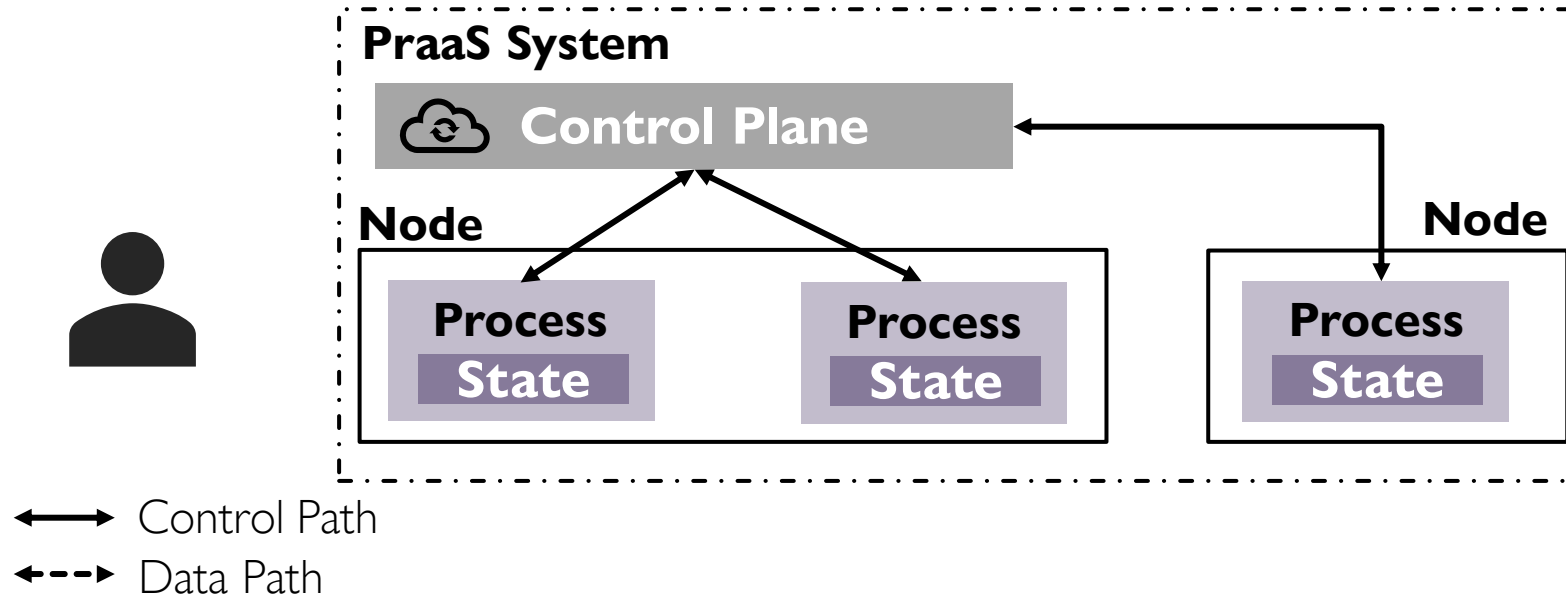 PraaS System
Control Plane
Node
Node
Process
State
Process
State
Process
State
Control Path
Data Path